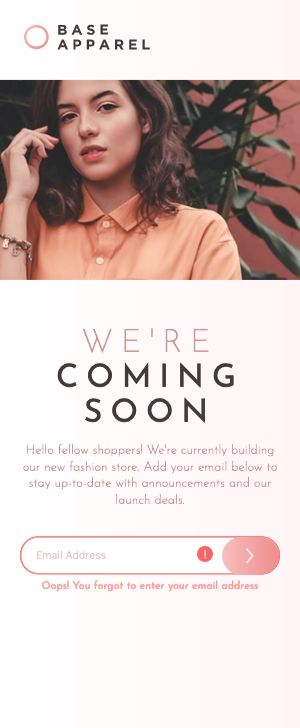 BASE
APPAREL
WE'RE
COMING
SOON
Hello fellow shoppers! We're currently building
our new fashion store. Add your email below to
stay up-to-date with announcements and our
launch deals.
Email Address
!
Oops! You forgot to enter your email address